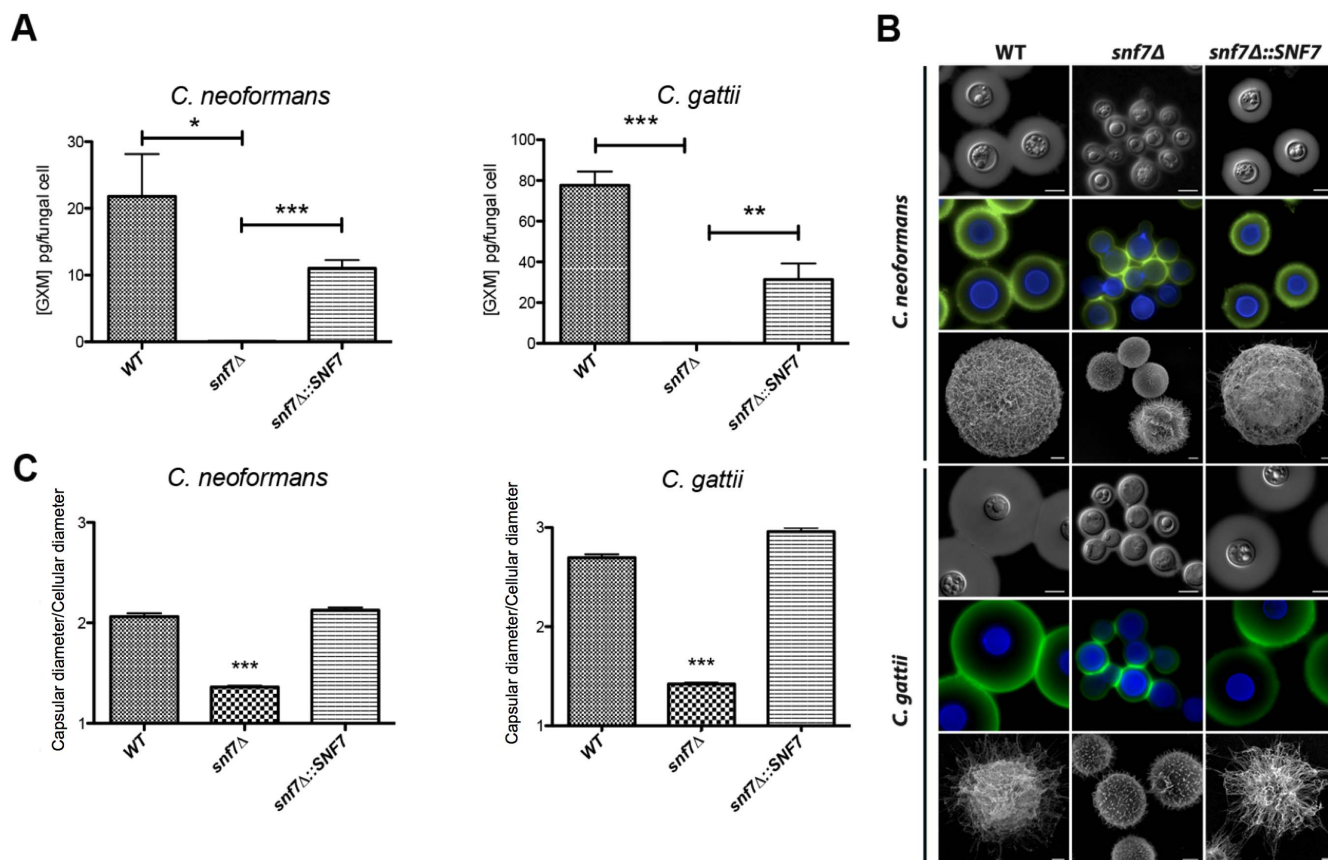 A
C. neoformans
[GXM] pg/fungal cell
30
20
10
0
*
***
WT
snf7Δ
snf7Δ::SNF7
C. gattii
[GXM] pg/fungal cell
100
80
60
40
20
0
***
**
WT
snf7Δ
snf7Δ::SNF7
B
WT snf7Δ snf7Δ::SNF7
C. neoformans
C. gattii
C
C. neoformans
Capsular diameter/Cellular diameter
3
2
1
***
WT
snf7Δ
snf7Δ::SNF7
C. gattii
Capsular diameter/Cellular diameter
3
2
1
***
WT
snf7Δ
snf7Δ::SNF7